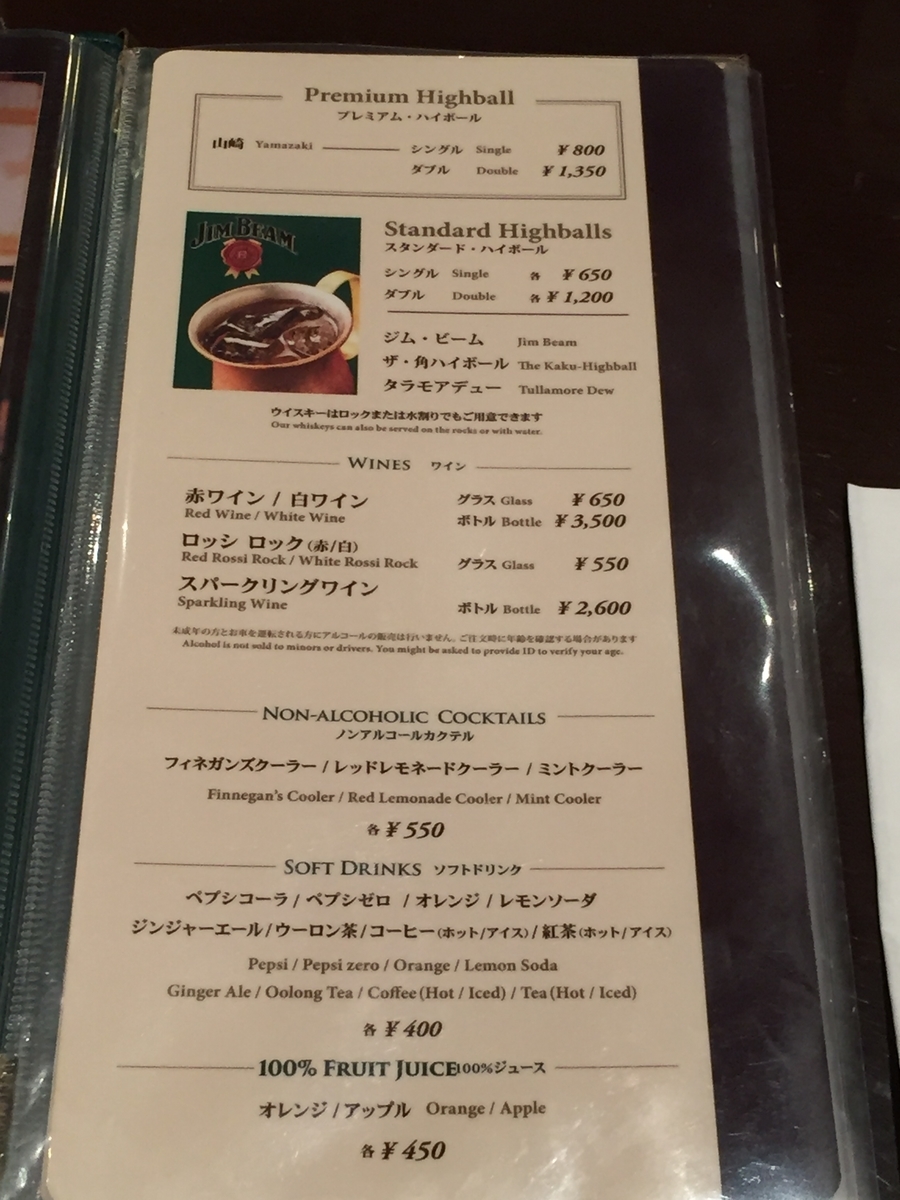 Premium Highball
プレミアム・ハイボール
山崎 Yamazaki シングル Single ¥800
ダブル Double ¥1,350
JIM BEAM
Standard Highballs
スタンダード・ハイボール
シングル Single 各 ¥650
ダブル Double 各 ¥1,200
ジム・ビーム Jim Beam
ザ・角ハイボール The Kaku-Highball
タラモアデュー Tullamore Dew
ウイスキーはロックまたは水割りでもご用意できます
Our whiskeys can also be served on the rocks or with water.
WINES ワイン
赤ワイン / 白ワイン グラス Glass ¥650
Red Wine / White Wine ボトル Bottle ¥3,500
ロッシ ロック(赤/白)
Red Rossi Rock / White Rossi Rock グラス Glass ¥550
スパークリングワイン
Sparkling Wine ボトル Bottle ¥2,600
未成年の方とお車を運転される方にアルコールの販売は行いません。ご注文時に年齢を確認する場合があります
Alcohol is not sold to minors or drivers. You might be asked to provide ID to verify your age.
NON-ALCOHOLIC COCKTAILS
ノンアルコールカクテル
フィネガンズクーラー / レッドレモネードクーラー / ミントクーラー
Finnegan's Cooler / Red Lemonade Cooler / Mint Cooler
各 ¥550
SOFT DRINKS ソフトドリンク
ペプシコーラ / ペプシゼロ / オレンジ / レモンソーダ
ジンジャーエール / ウーロン茶 / コーヒー(ホット/アイス) / 紅茶(ホット/アイス)
Pepsi / Pepsi zero / Orange / Lemon Soda
Ginger Ale / Oolong Tea / Coffee (Hot / Iced) / Tea (Hot / Iced)
各 ¥400
100% FRUIT JUICE 100%ジュース
オレンジ / アップル Orange / Apple
各 ¥450